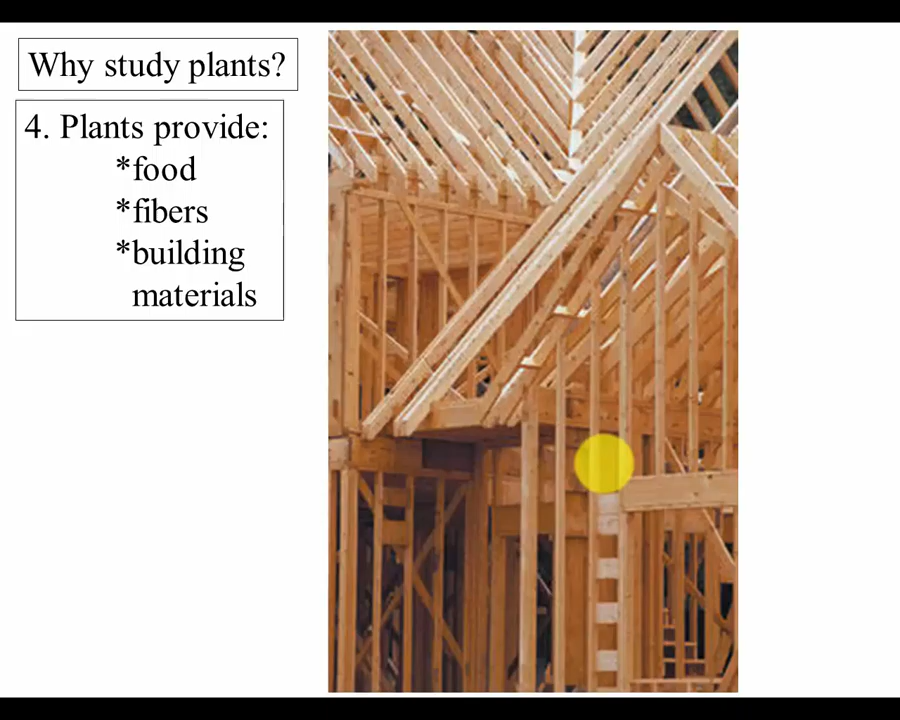 Why study plants?
4. Plants provide:
*food
*fibers
*building
materials